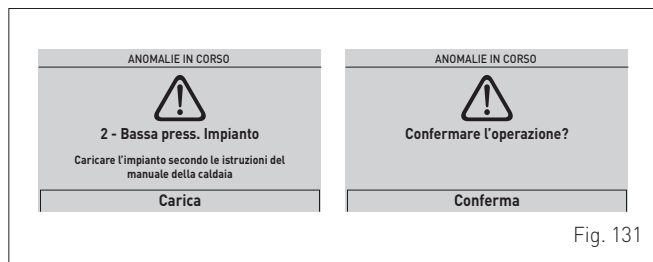 ANOMALIE IN CORSO
2 - Bassa press. Impianto
Caricare l'impianto secondo le istruzioni del
manuale della caldaia
Carica
ANOMALIE IN CORSO
Confermare l'operazione?
Conferma
Fig. 131